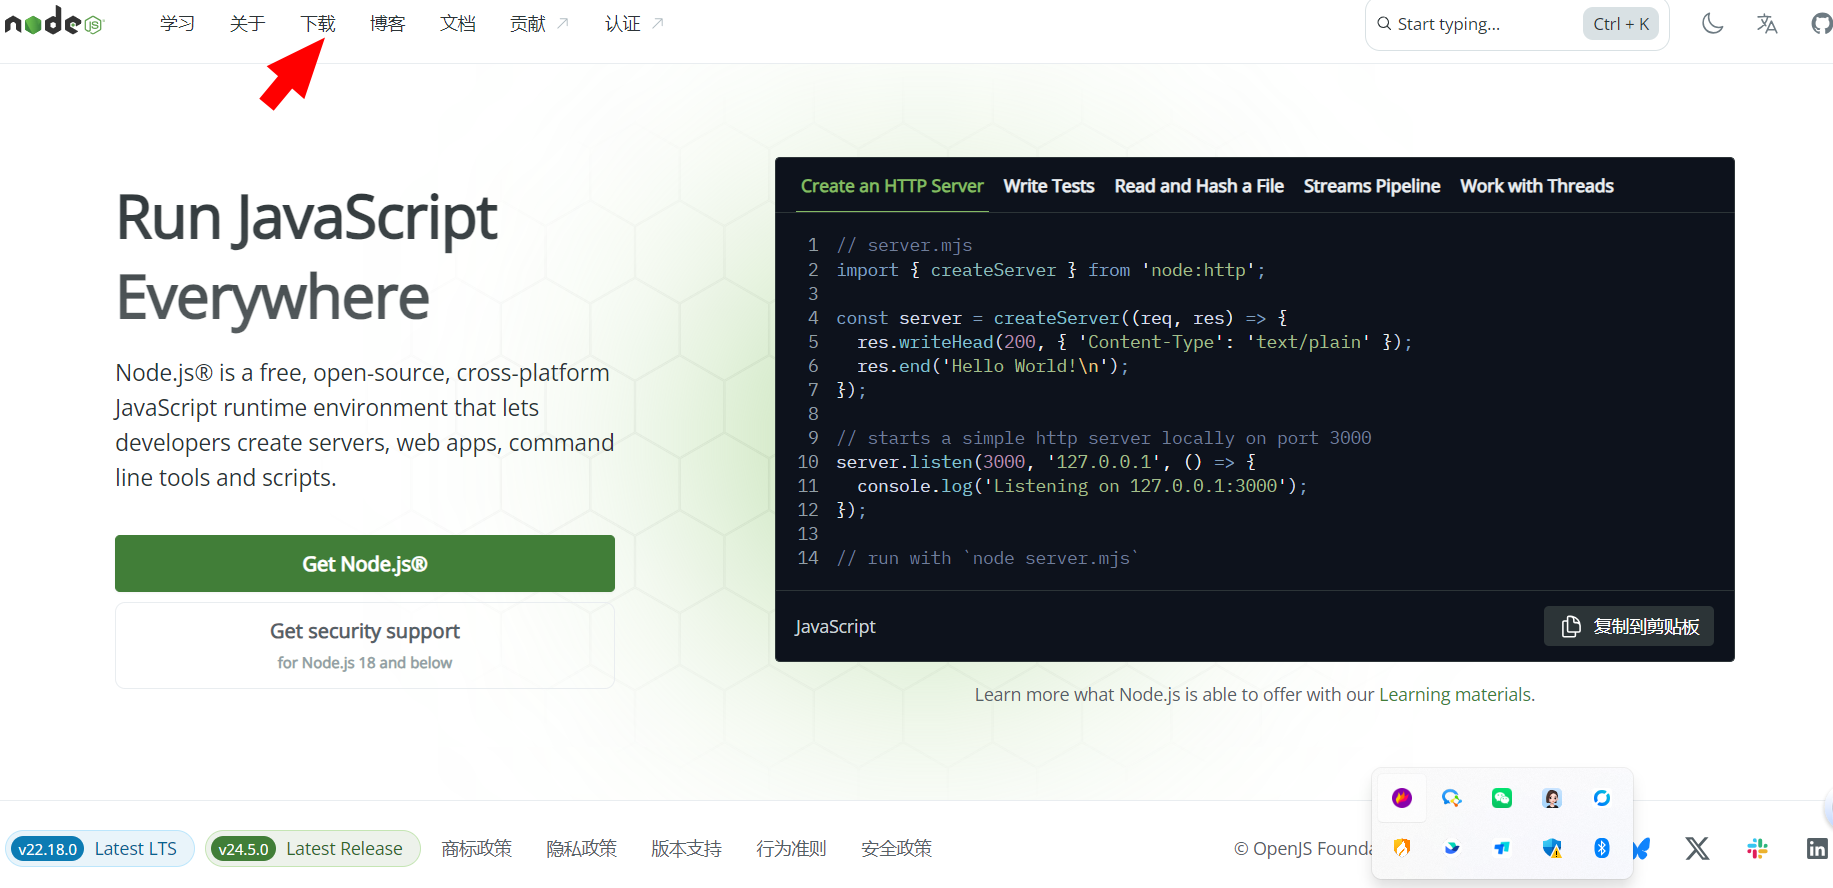 node JS
学习 关于 下载 博客 文档 贡献 认证
Start typing... Ctrl + K
Run JavaScript
Everywhere
Node.js® is a free, open-source, cross-platform
JavaScript runtime environment that lets
developers create servers, web apps, command
line tools and scripts.
Get Node.js®
Get security support
for Node.js 18 and below
Create an HTTP Server Write Tests Read and Hash a File Streams Pipeline Work with Threads
1 // server.mjs
2 import { createServer } from 'node:http';
3
4 const server = createServer((req, res) => {
5   res.writeHead(200, { 'Content-Type': 'text/plain' });
6   res.end('Hello World!\n');
7 });
8
9 // starts a simple http server locally on port 3000
10 server.listen(3000, '127.0.0.1', () => {
11   console.log('Listening on 127.0.0.1:3000');
12 });
13
14 // run with `node server.mjs`
JavaScript 复制到剪贴板
Learn more what Node.js is able to offer with our Learning materials.
v22.18.0 Latest LTS v24.5.0 Latest Release 商标政策 隐私政策 版本支持 行为准则 安全政策 © OpenJS Founda